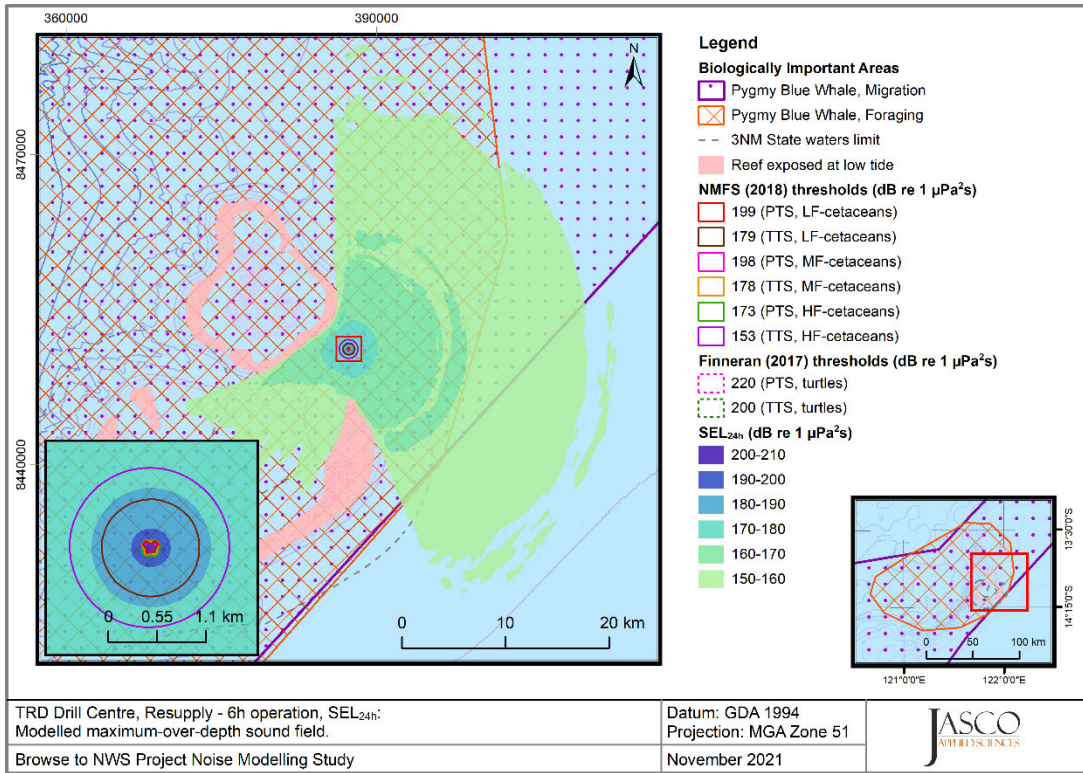 360000
390000
8470000
8440000
N
0 0.55 1.1 km
0 10 20 km
Legend
Biologically Important Areas
Pygmy Blue Whale, Migration
Pygmy Blue Whale, Foraging
3NM State waters limit
Reef exposed at low tide
NMFS (2018) thresholds (dB re 1 µPa²s)
199 (PTS, LF-cetaceans)
179 (TTS, LF-cetaceans)
198 (PTS, MF-cetaceans)
178 (TTS, MF-cetaceans)
173 (PTS, HF-cetaceans)
153 (TTS, HF-cetaceans)
Finneran (2017) thresholds (dB re 1 µPa²s)
220 (PTS, turtles)
200 (TTS, turtles)
SEL24h (dB re 1 µPa²s)
200-210
190-200
180-190
170-180
160-170
150-160
13°30'0"S
14°15'0"S
0 50 100 km
121°0'0"E
122°0'0"E
TRD Drill Centre, Resupply - 6h operation, SEL24h:
Modelled maximum-over-depth sound field.
Browse to NWS Project Noise Modelling Study
Datum: GDA 1994
Projection: MGA Zone 51
November 2021
JASCO
APPLIED SCIENCES